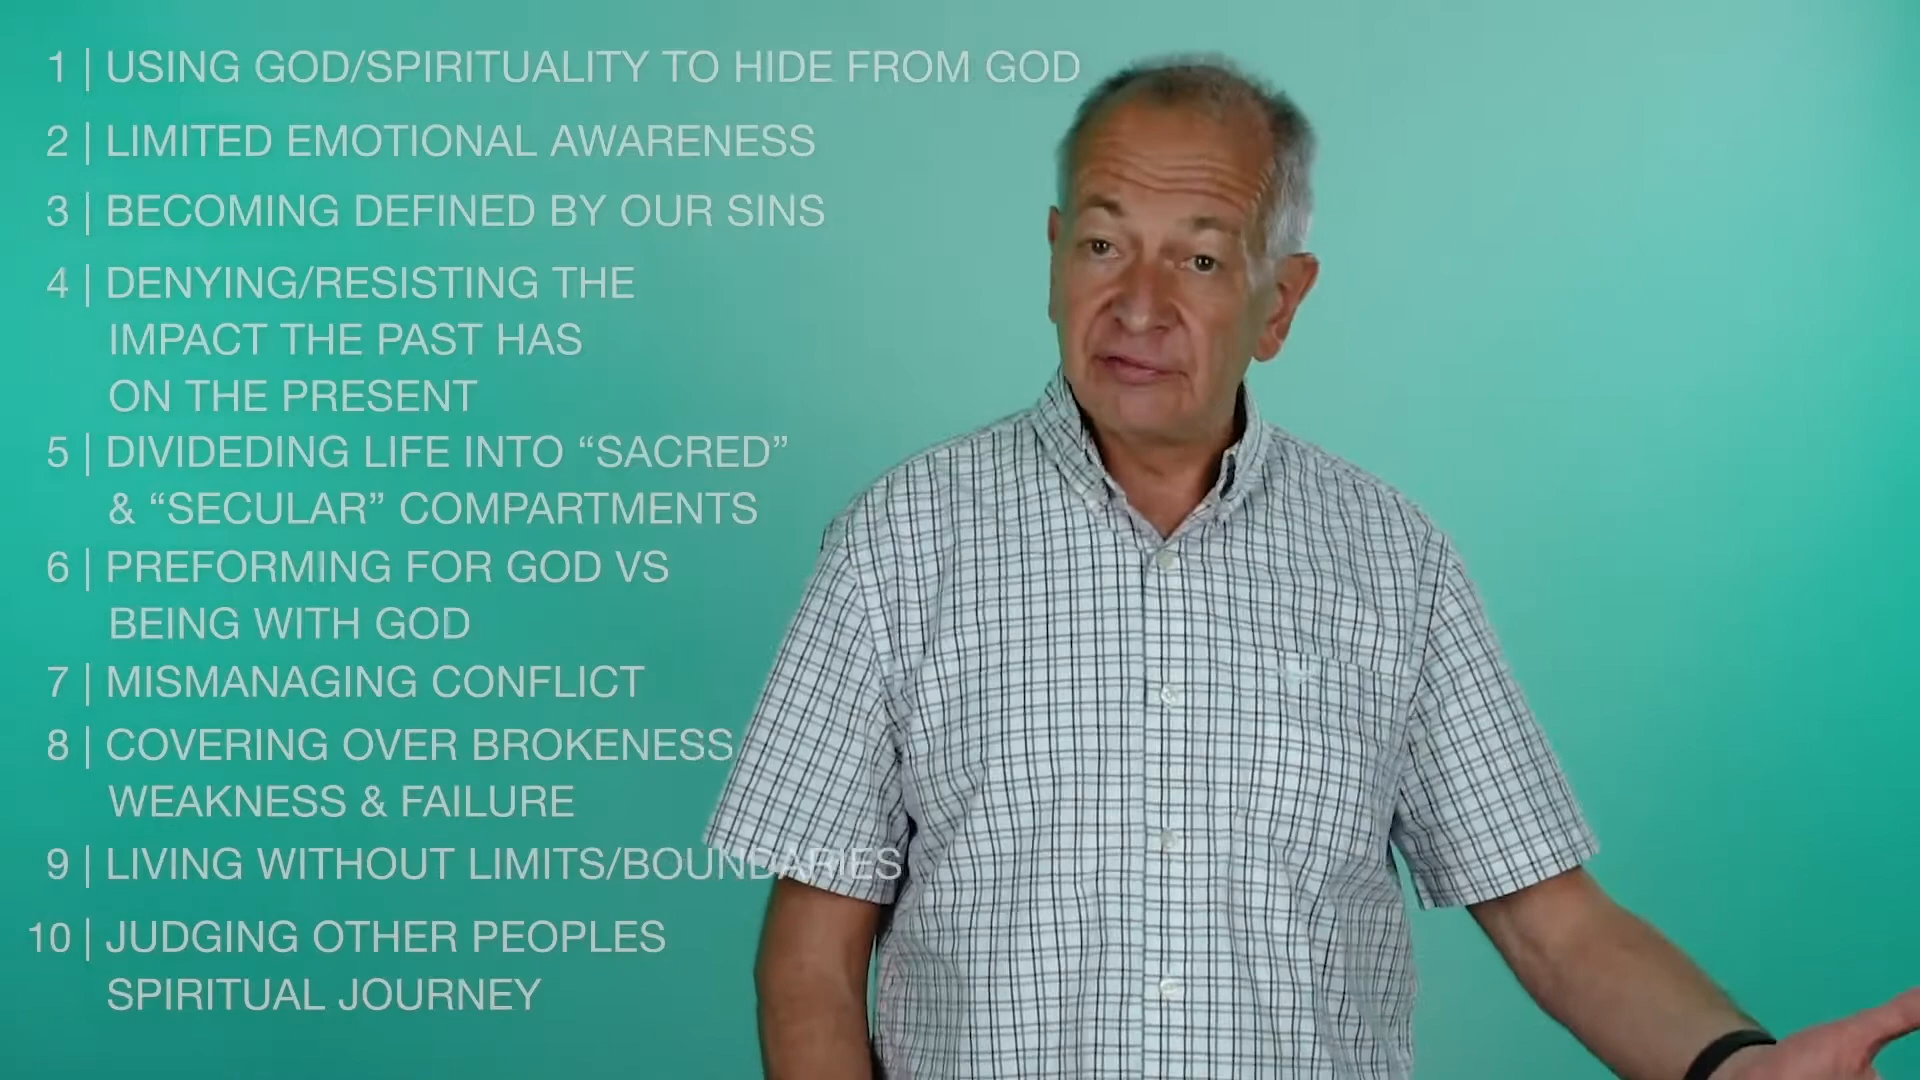 1 | USING GOD/SPIRITUALITY TO HIDE FROM GOD
2 | LIMITED EMOTIONAL AWARENESS
3 | BECOMING DEFINED BY OUR SINS
4 | DENYING/RESISTING THE
IMPACT THE PAST HAS
ON THE PRESENT
5 | DIVIDEDING LIFE INTO “SACRED”
& “SECULAR” COMPARTMENTS
6 | PREFORMING FOR GOD VS
BEING WITH GOD
7 | MISMANAGING CONFLICT
8 | COVERING OVER BROKENESS
WEAKNESS & FAILURE
9 | LIVING WITHOUT LIMITS/BOUNDARIES
10 | JUDGING OTHER PEOPLES
SPIRITUAL JOURNEY